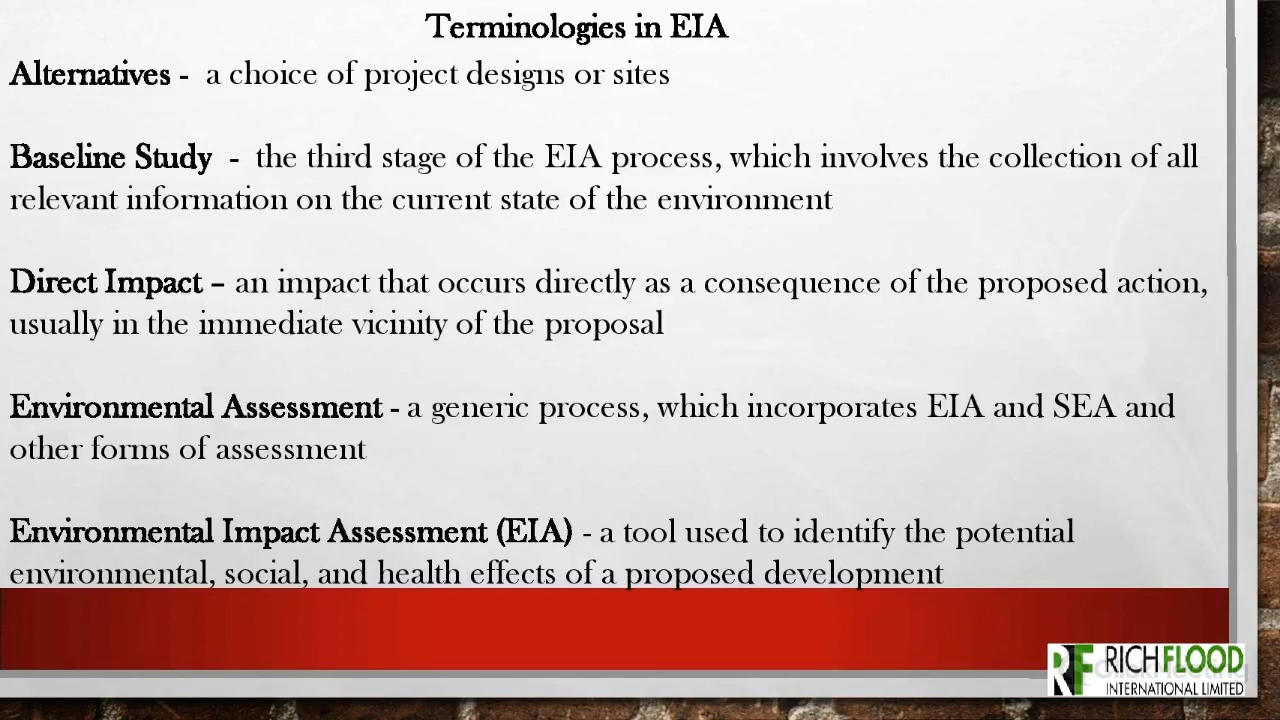 Terminologies in EIA
Alternatives - a choice of project designs or sites
Baseline Study - the third stage of the EIA process, which involves the collection of all
relevant information on the current state of the environment
Direct Impact – an impact that occurs directly as a consequence of the proposed action,
usually in the immediate vicinity of the proposal
Environmental Assessment - a generic process, which incorporates EIA and SEA and
other forms of assessment
Environmental Impact Assessment (EIA) - a tool used to identify the potential
environmental, social, and health effects of a proposed development
RF RICHFLOOD
INTERNATIONAL LIMITED